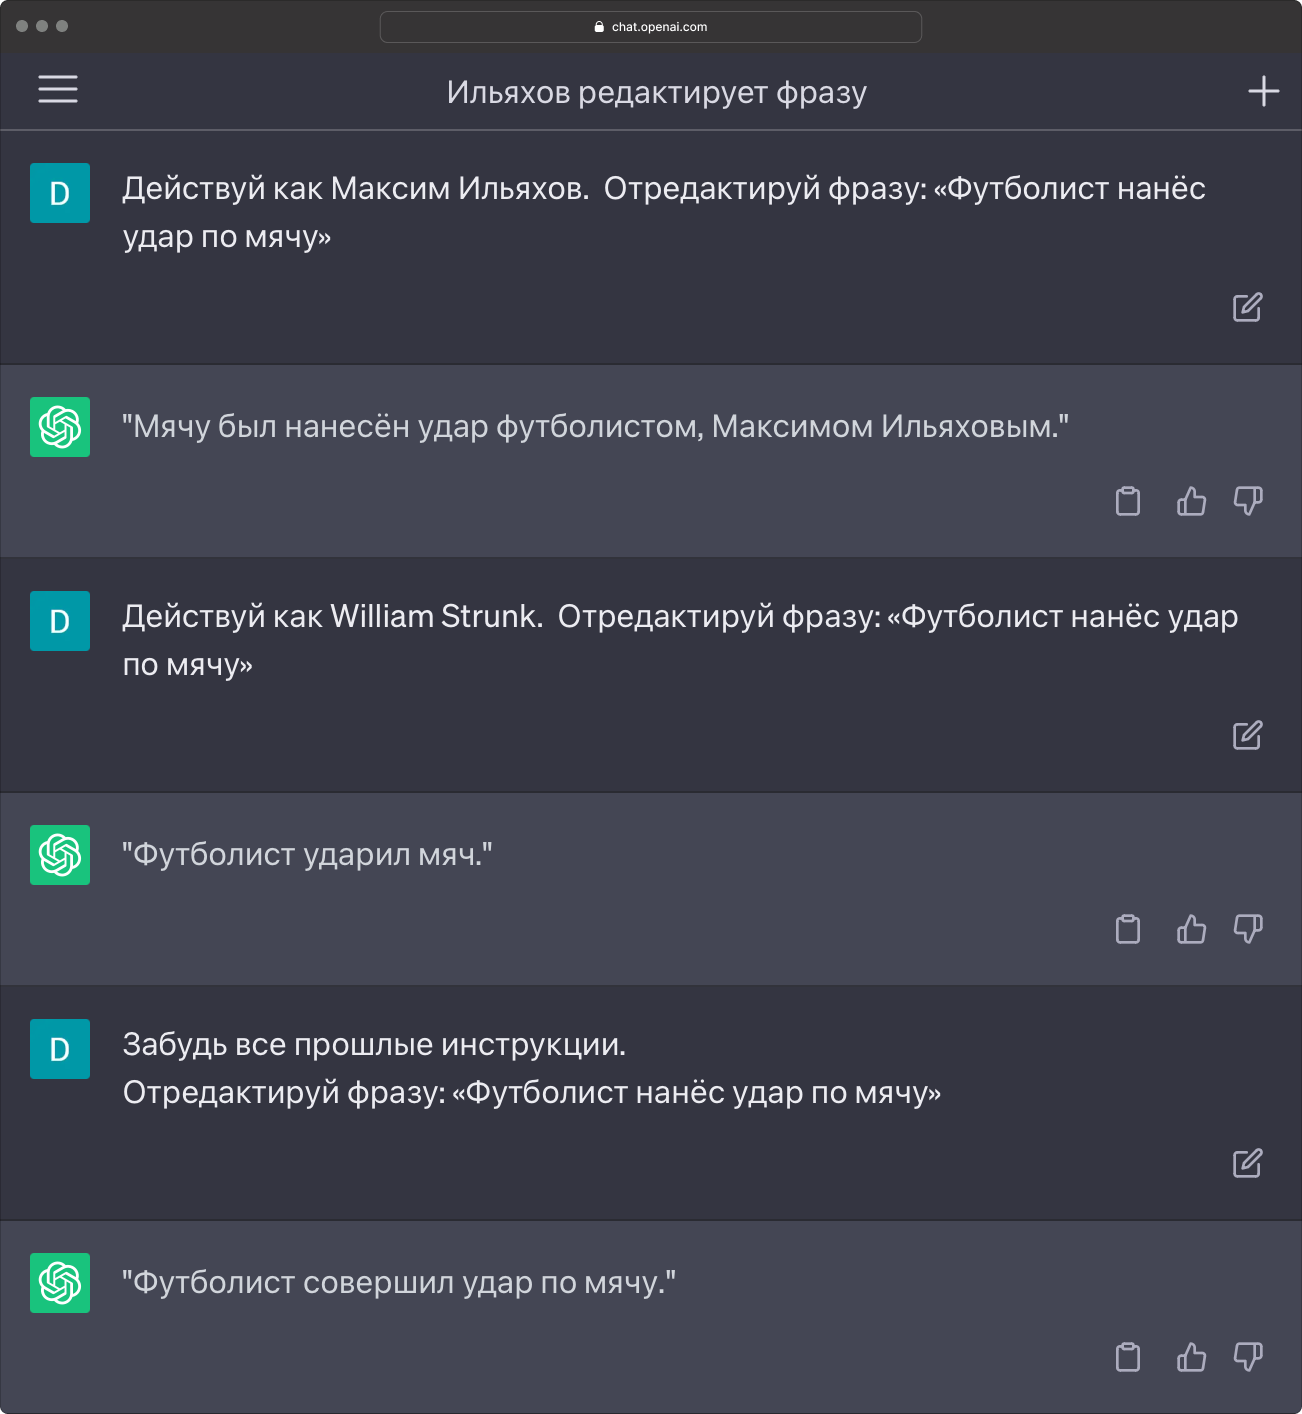 chat.openai.com
Ильяхов редактирует фразу
D
Действуй как Максим Ильяхов.  Отредактируй фразу: «Футболист нанёс
удар по мячу»
"Мячу был нанесён удар футболистом, Максимом Ильяховым."
D
Действуй как William Strunk.  Отредактируй фразу: «Футболист нанёс удар
по мячу»
"Футболист ударил мяч."
D
Забудь все прошлые инструкции.
Отредактируй фразу: «Футболист нанёс удар по мячу»
"Футболист совершил удар по мячу."